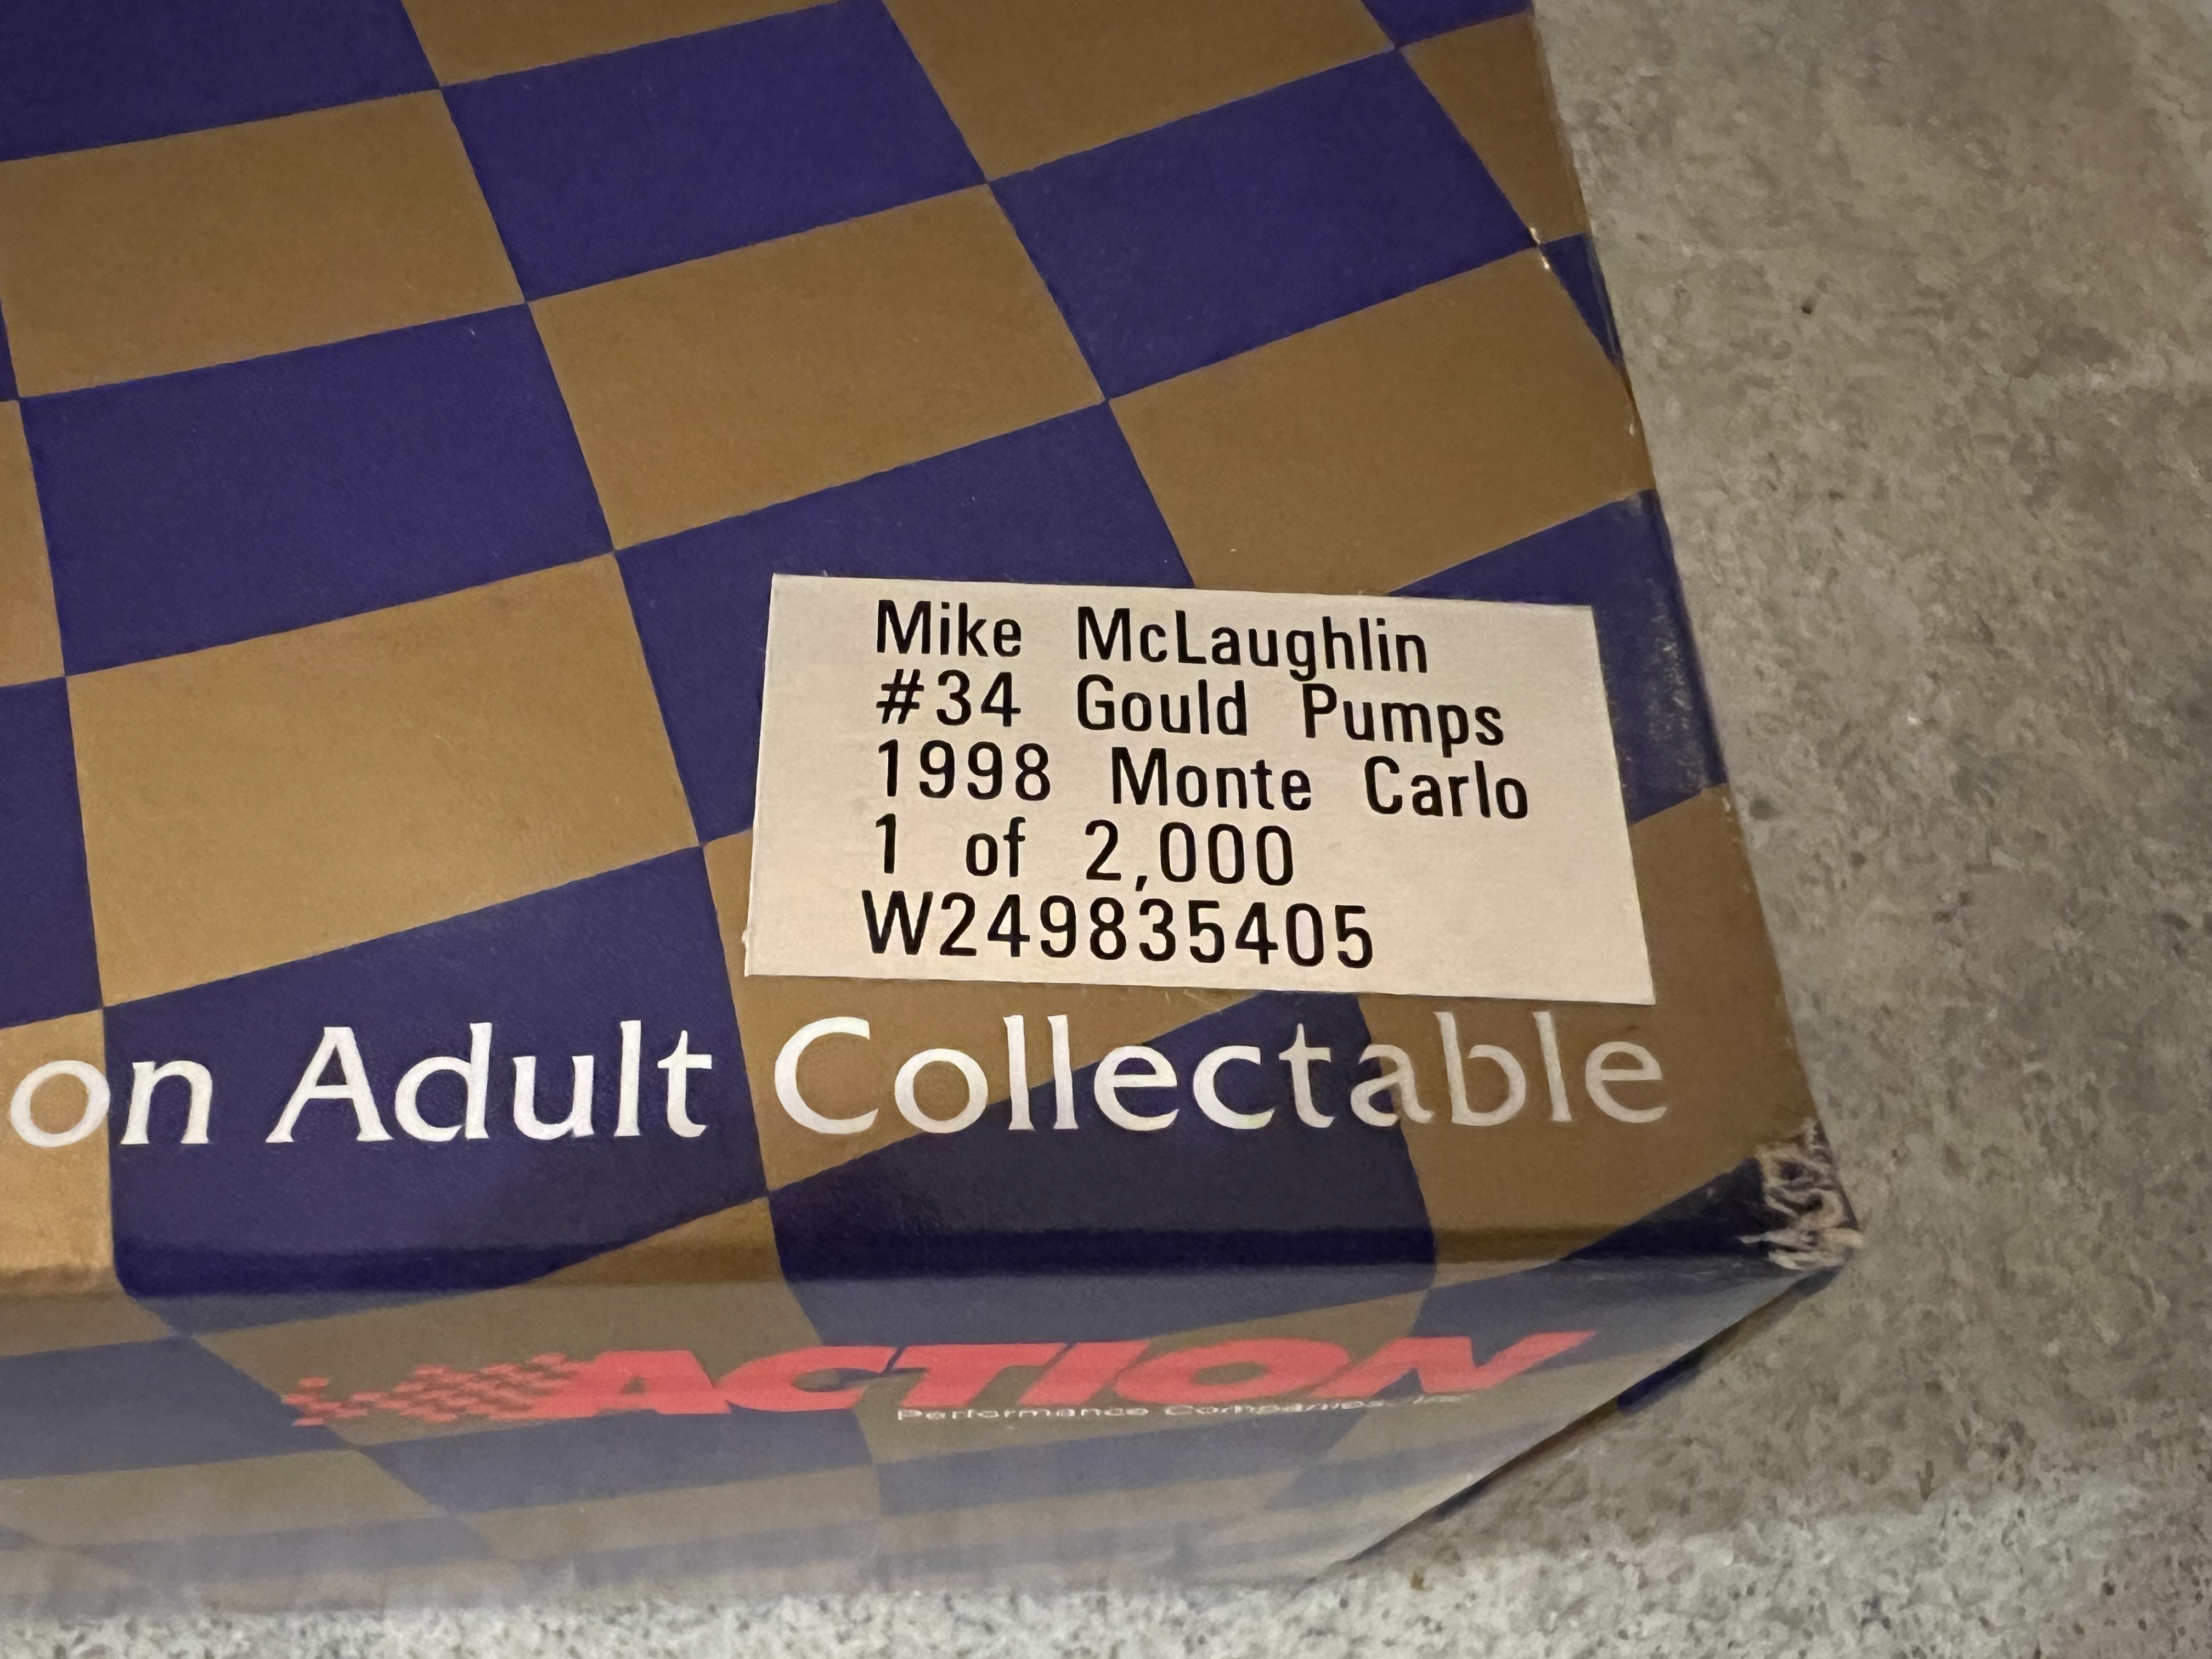 Mike McLaughlin
#34 Gould Pumps
1998 Monte Carlo
1 of 2,000
W249835405
on Adult Collectable
ACTION
Performance Companies, Inc